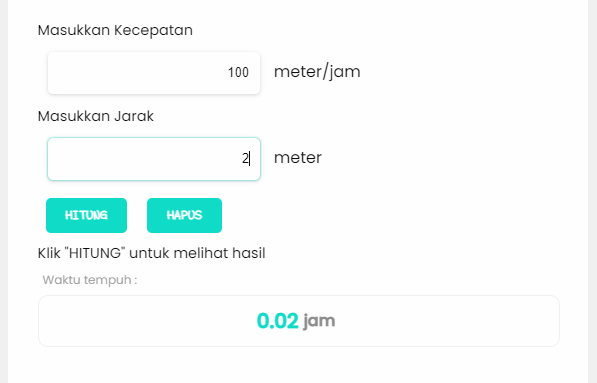 Masukkan Kecepatan
100 meter/jam
Masukkan Jarak
2 meter
HITUNG HAPUS
Klik "HITUNG" untuk melihat hasil
Waktu tempuh :
0.02 jam